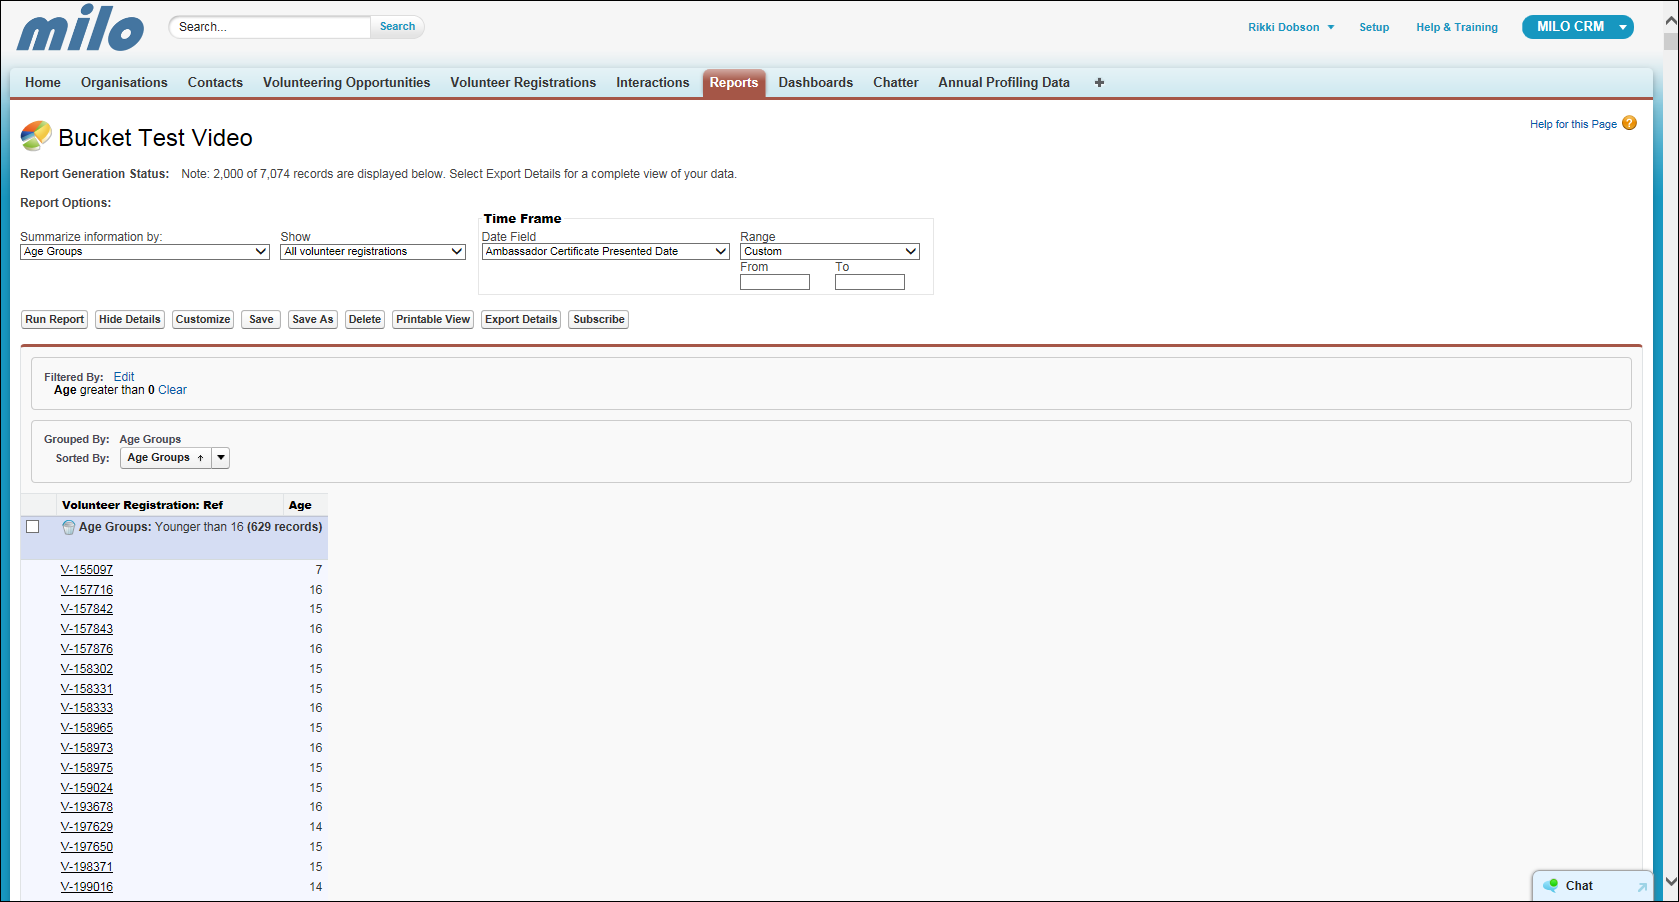 milo
Search...
Search
Rikki Dobson
Setup
Help & Training
MILO CRM
Home
Organisations
Contacts
Volunteering Opportunities
Volunteer Registrations
Interactions
Reports
Dashboards
Chatter
Annual Profiling Data
+
Bucket Test Video
Help for this Page ?
Report Generation Status: Note: 2,000 of 7,074 records are displayed below. Select Export Details for a complete view of your data.
Report Options:
Time Frame
Summarize information by:
Show
Date Field
Range
Age Groups
All volunteer registrations
Ambassador Certificate Presented Date
Custom
From
To
Run Report
Hide Details
Customize
Save
Save As
Delete
Printable View
Export Details
Subscribe
Filtered By: Edit
Age greater than 0 Clear
Grouped By: Age Groups
Sorted By: Age Groups ↑
Volunteer Registration: Ref Age
Age Groups: Younger than 16 (629 records)
V-155097 7
V-157716 16
V-157842 15
V-157843 16
V-157876 16
V-158302 15
V-158331 15
V-158333 16
V-158965 15
V-158973 16
V-158975 15
V-159024 15
V-193678 16
V-197629 14
V-197650 15
V-198371 15
V-199016 14
Chat